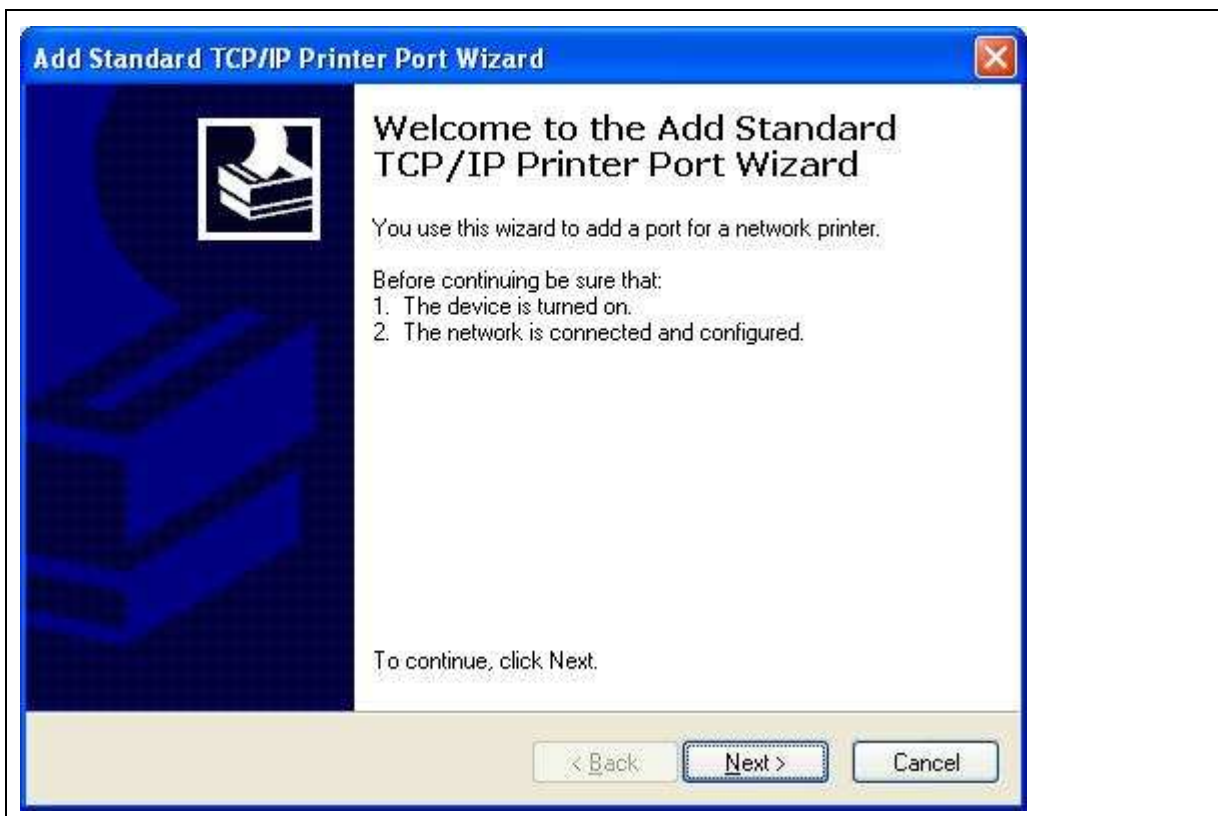 Add Standard TCP/IP Printer Port Wizard
Welcome to the Add Standard
TCP/IP Printer Port Wizard
You use this wizard to add a port for a network printer.
Before continuing be sure that:
1. The device is turned on.
2. The network is connected and configured.
To continue, click Next.
< Back
Next >
Cancel